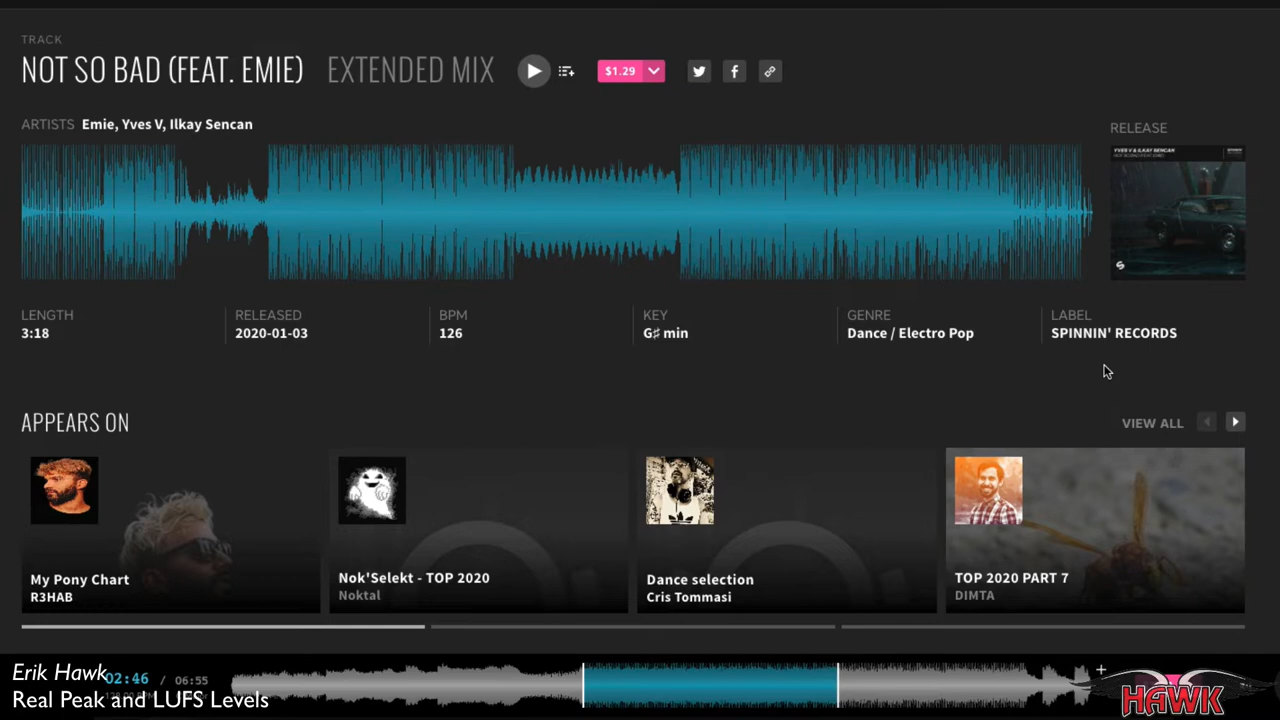 TRACK
NOT SO BAD (FEAT. EMIE) EXTENDED MIX $1.29
ARTISTS Emie, Yves V, Ilkay Sencan
RELEASE
YVES V & ILKAY SENCAN
LENGTH RELEASED BPM KEY GENRE LABEL
3:18 2020-01-03 126 G♯ min Dance / Electro Pop SPINNIN' RECORDS
APPEARS ON VIEW ALL
My Pony Chart
R3HAB
Nok'Selekt - TOP 2020
Noktal
Dance selection
Cris Tommasi
TOP 2020 PART 7
DIMTA
Erik Hawk 02:46 / 06:55
Real Peak and LUFS Levels
HAWK